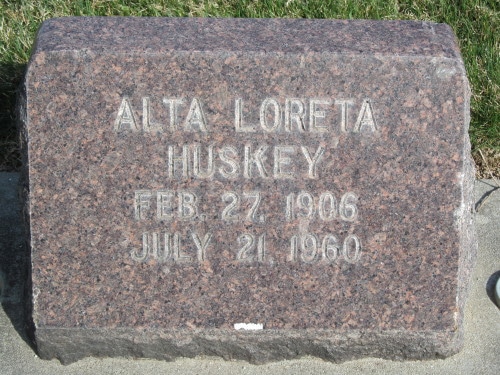 ALTA LORETA
HUSKEY
FEB. 27, 1906
JULY 21, 1960